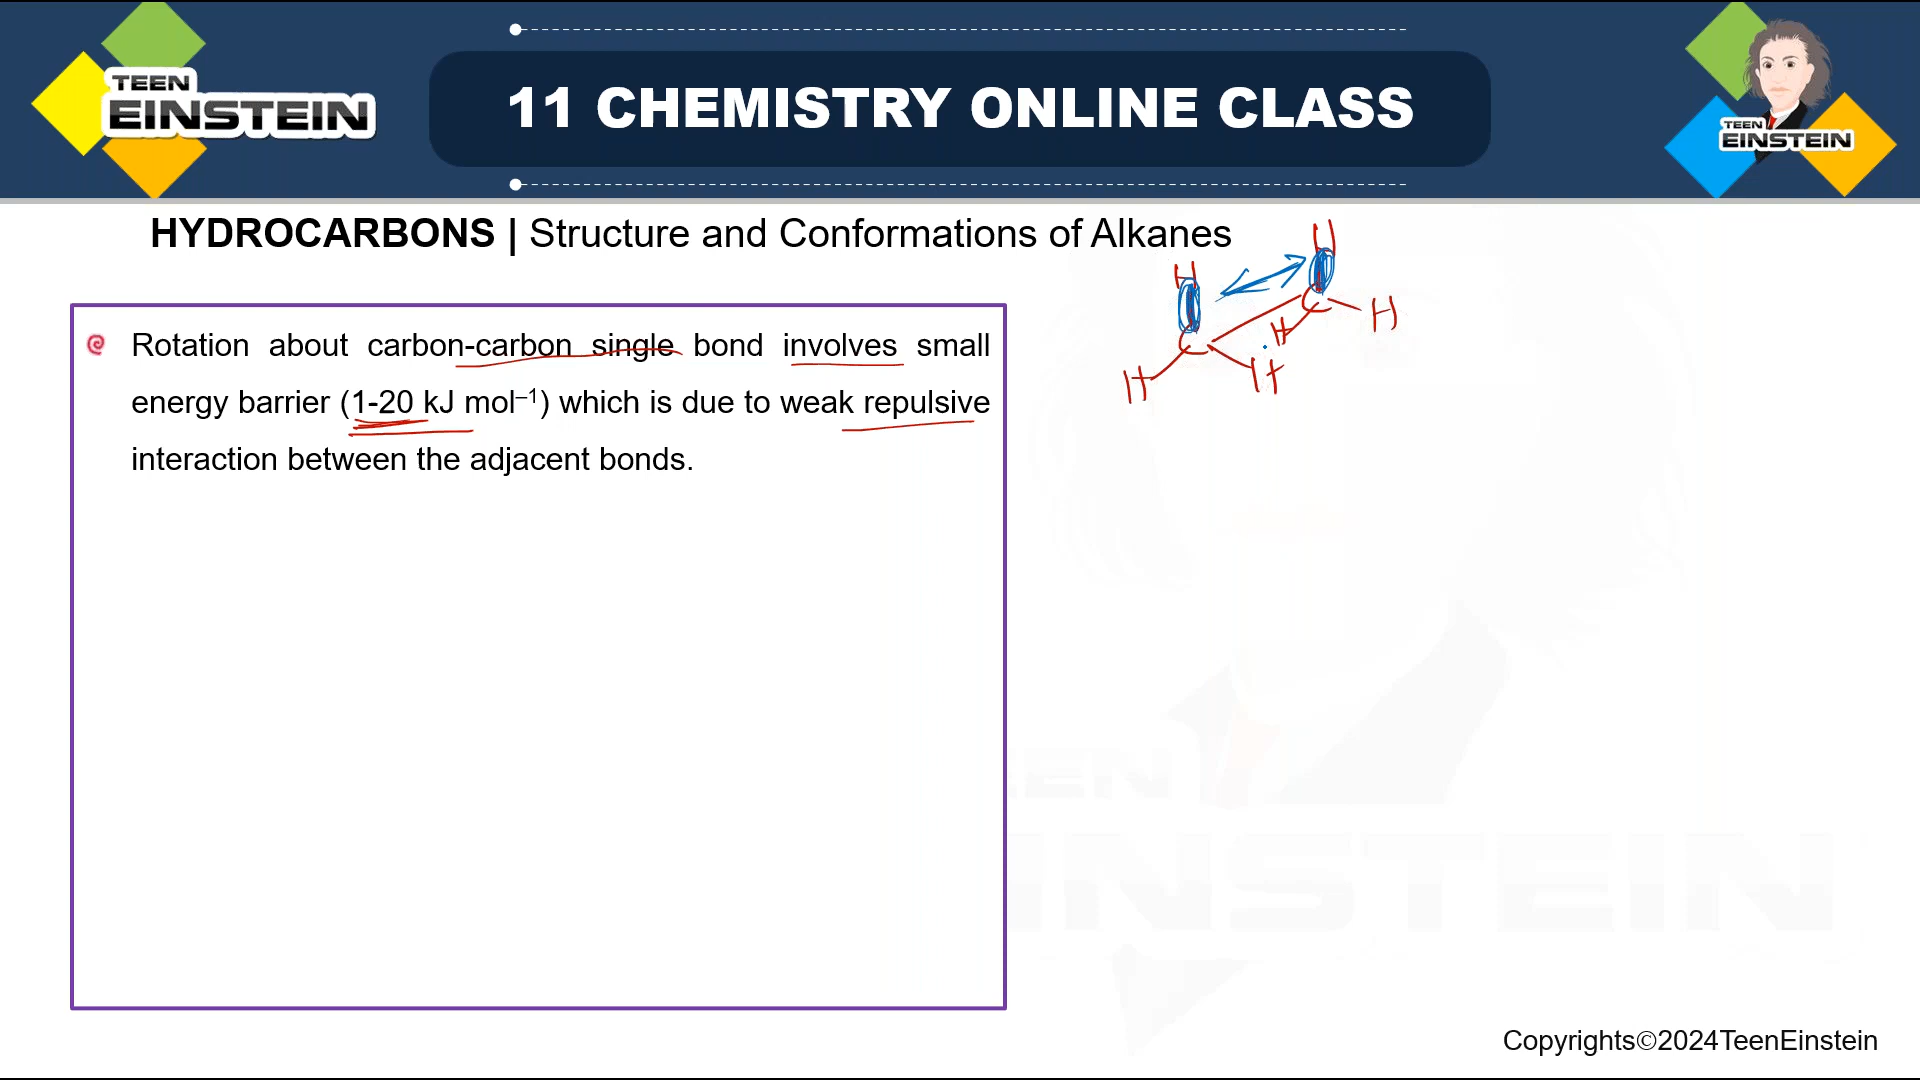 TEEN
EINSTEIN
11 CHEMISTRY ONLINE CLASS
TEEN
EINSTEIN
HYDROCARBONS | Structure and Conformations of Alkanes
H
H
C
H
C
H
H
H
Rotation about carbon-carbon single bond involves small
energy barrier (1-20 kJ mol⁻¹) which is due to weak repulsive
interaction between the adjacent bonds.
EEN
EINSTEIN
Copyrights©2024TeenEinstein